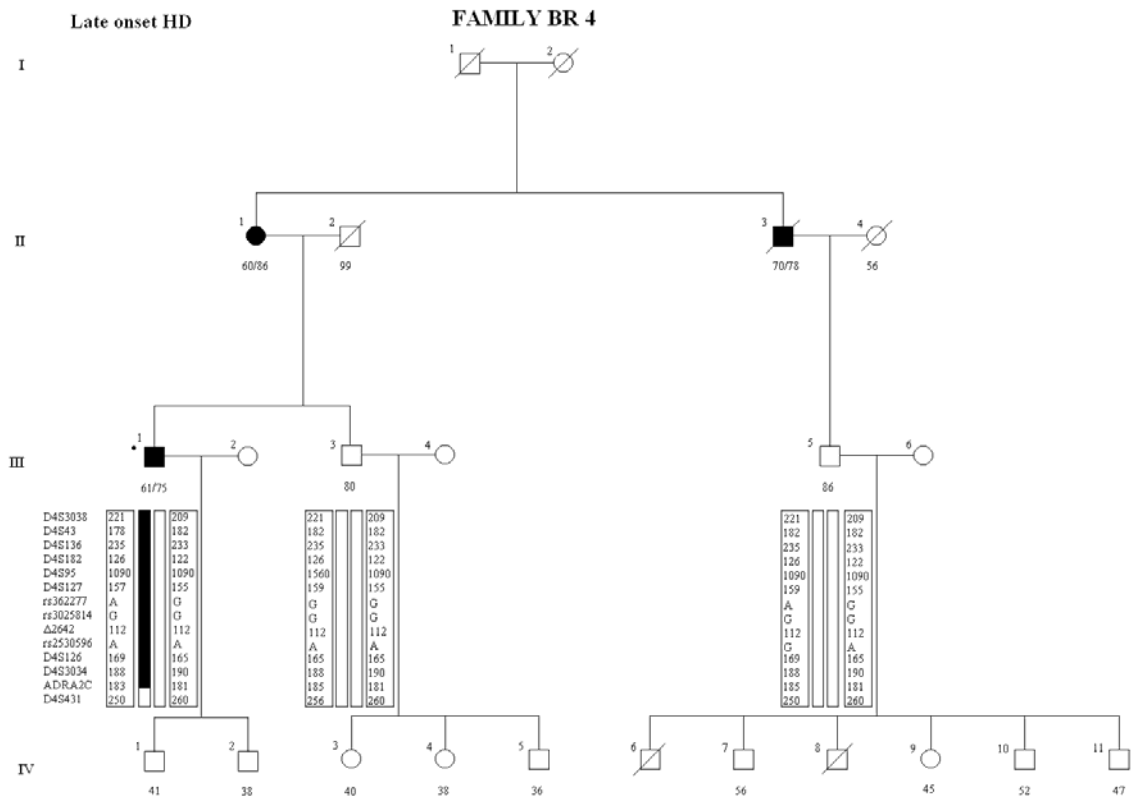 Late onset HD
FAMILY BR 4
I
1 2
II
1 2 3 4
60/86 99 70/78 56
III
1 2 3 4 5 6
61/75 80 86
D4S3038 221 209 221 209 221 209
D4S43 178 182 182 182 182 182
D4S136 235 233 235 233 235 233
D4S182 126 122 126 122 126 122
D4S95 1090 1090 1560 1090 1090 1090
D4S127 157 155 159 155 159 155
rs362277 A G G G A G
rs3025814 G G G G G G
Δ2642 112 112 112 112 112 112
rs2530596 A A A A G A
D4S126 169 165 165 165 169 165
D4S3034 188 190 188 190 188 190
ADRA2C 183 181 185 181 185 181
D4S431 250 260 256 260 250 260
IV
1 2 3 4 5 6 7 8 9 10 11
41 38 40 38 36 56 45 52 47